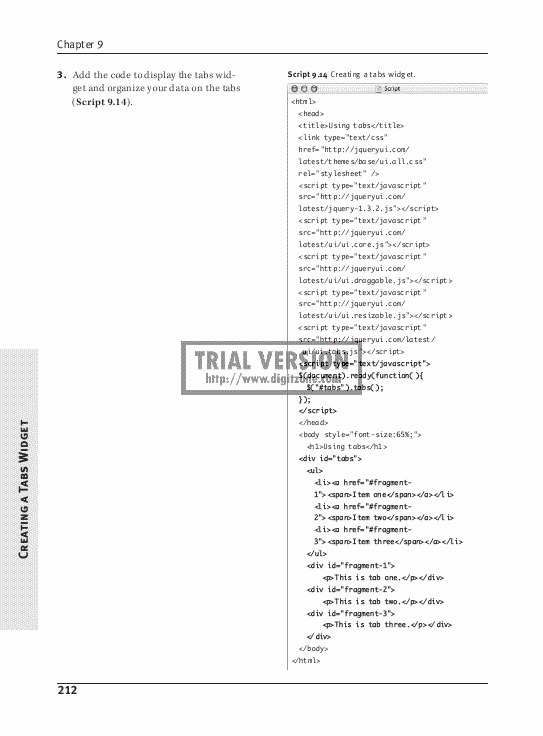 Chapter 9
3. Add the code to display the tabs wid-
get and organize your data on the tabs
(Script 9.14).
Script 9.14 Creating a tabs widget.
Script
<html>
<head>
<title>Using tabs</title>
<link type="text/css"
href="http://jqueryui.com/
latest/themes/base/ui.all.css"
rel="stylesheet" />
<script type="text/javascript"
src="http://jqueryui.com/
latest/jquery-1.3.2.js"></script>
<script type="text/javascript"
src="http://jqueryui.com/
latest/ui/ui.core.js"></script>
<script type="text/javascript"
src="http://jqueryui.com/
latest/ui/ui.draggable.js"></script>
<script type="text/javascript"
src="http://jqueryui.com/
latest/ui/ui.resizable.js"></script>
<script type="text/javascript"
src="http://jqueryui.com/latest/
ui/ui.tabs.js"></script>
<script type="text/javascript">
$(document).ready(function(){
$("#tabs").tabs();
});
</script>
</head>
<body style="font-size:65%;">
<h1>Using tabs</h1>
<div id="tabs">
<ul>
<li><a href="#fragment-
1"><span>Item one</span></a></li>
<li><a href="#fragment-
2"><span>Item two</span></a></li>
<li><a href="#fragment-
3"><span>Item three</span></a></li>
</ul>
<div id="fragment-1">
<p>This is tab one.</p></div>
<div id="fragment-2">
<p>This is tab two.</p></div>
<div id="fragment-3">
<p>This is tab three.</p></div>
</div>
</body>
</html>
TRIAL VERSION
http://www.digitzone.com
CREATING A TABS WIDGET
212